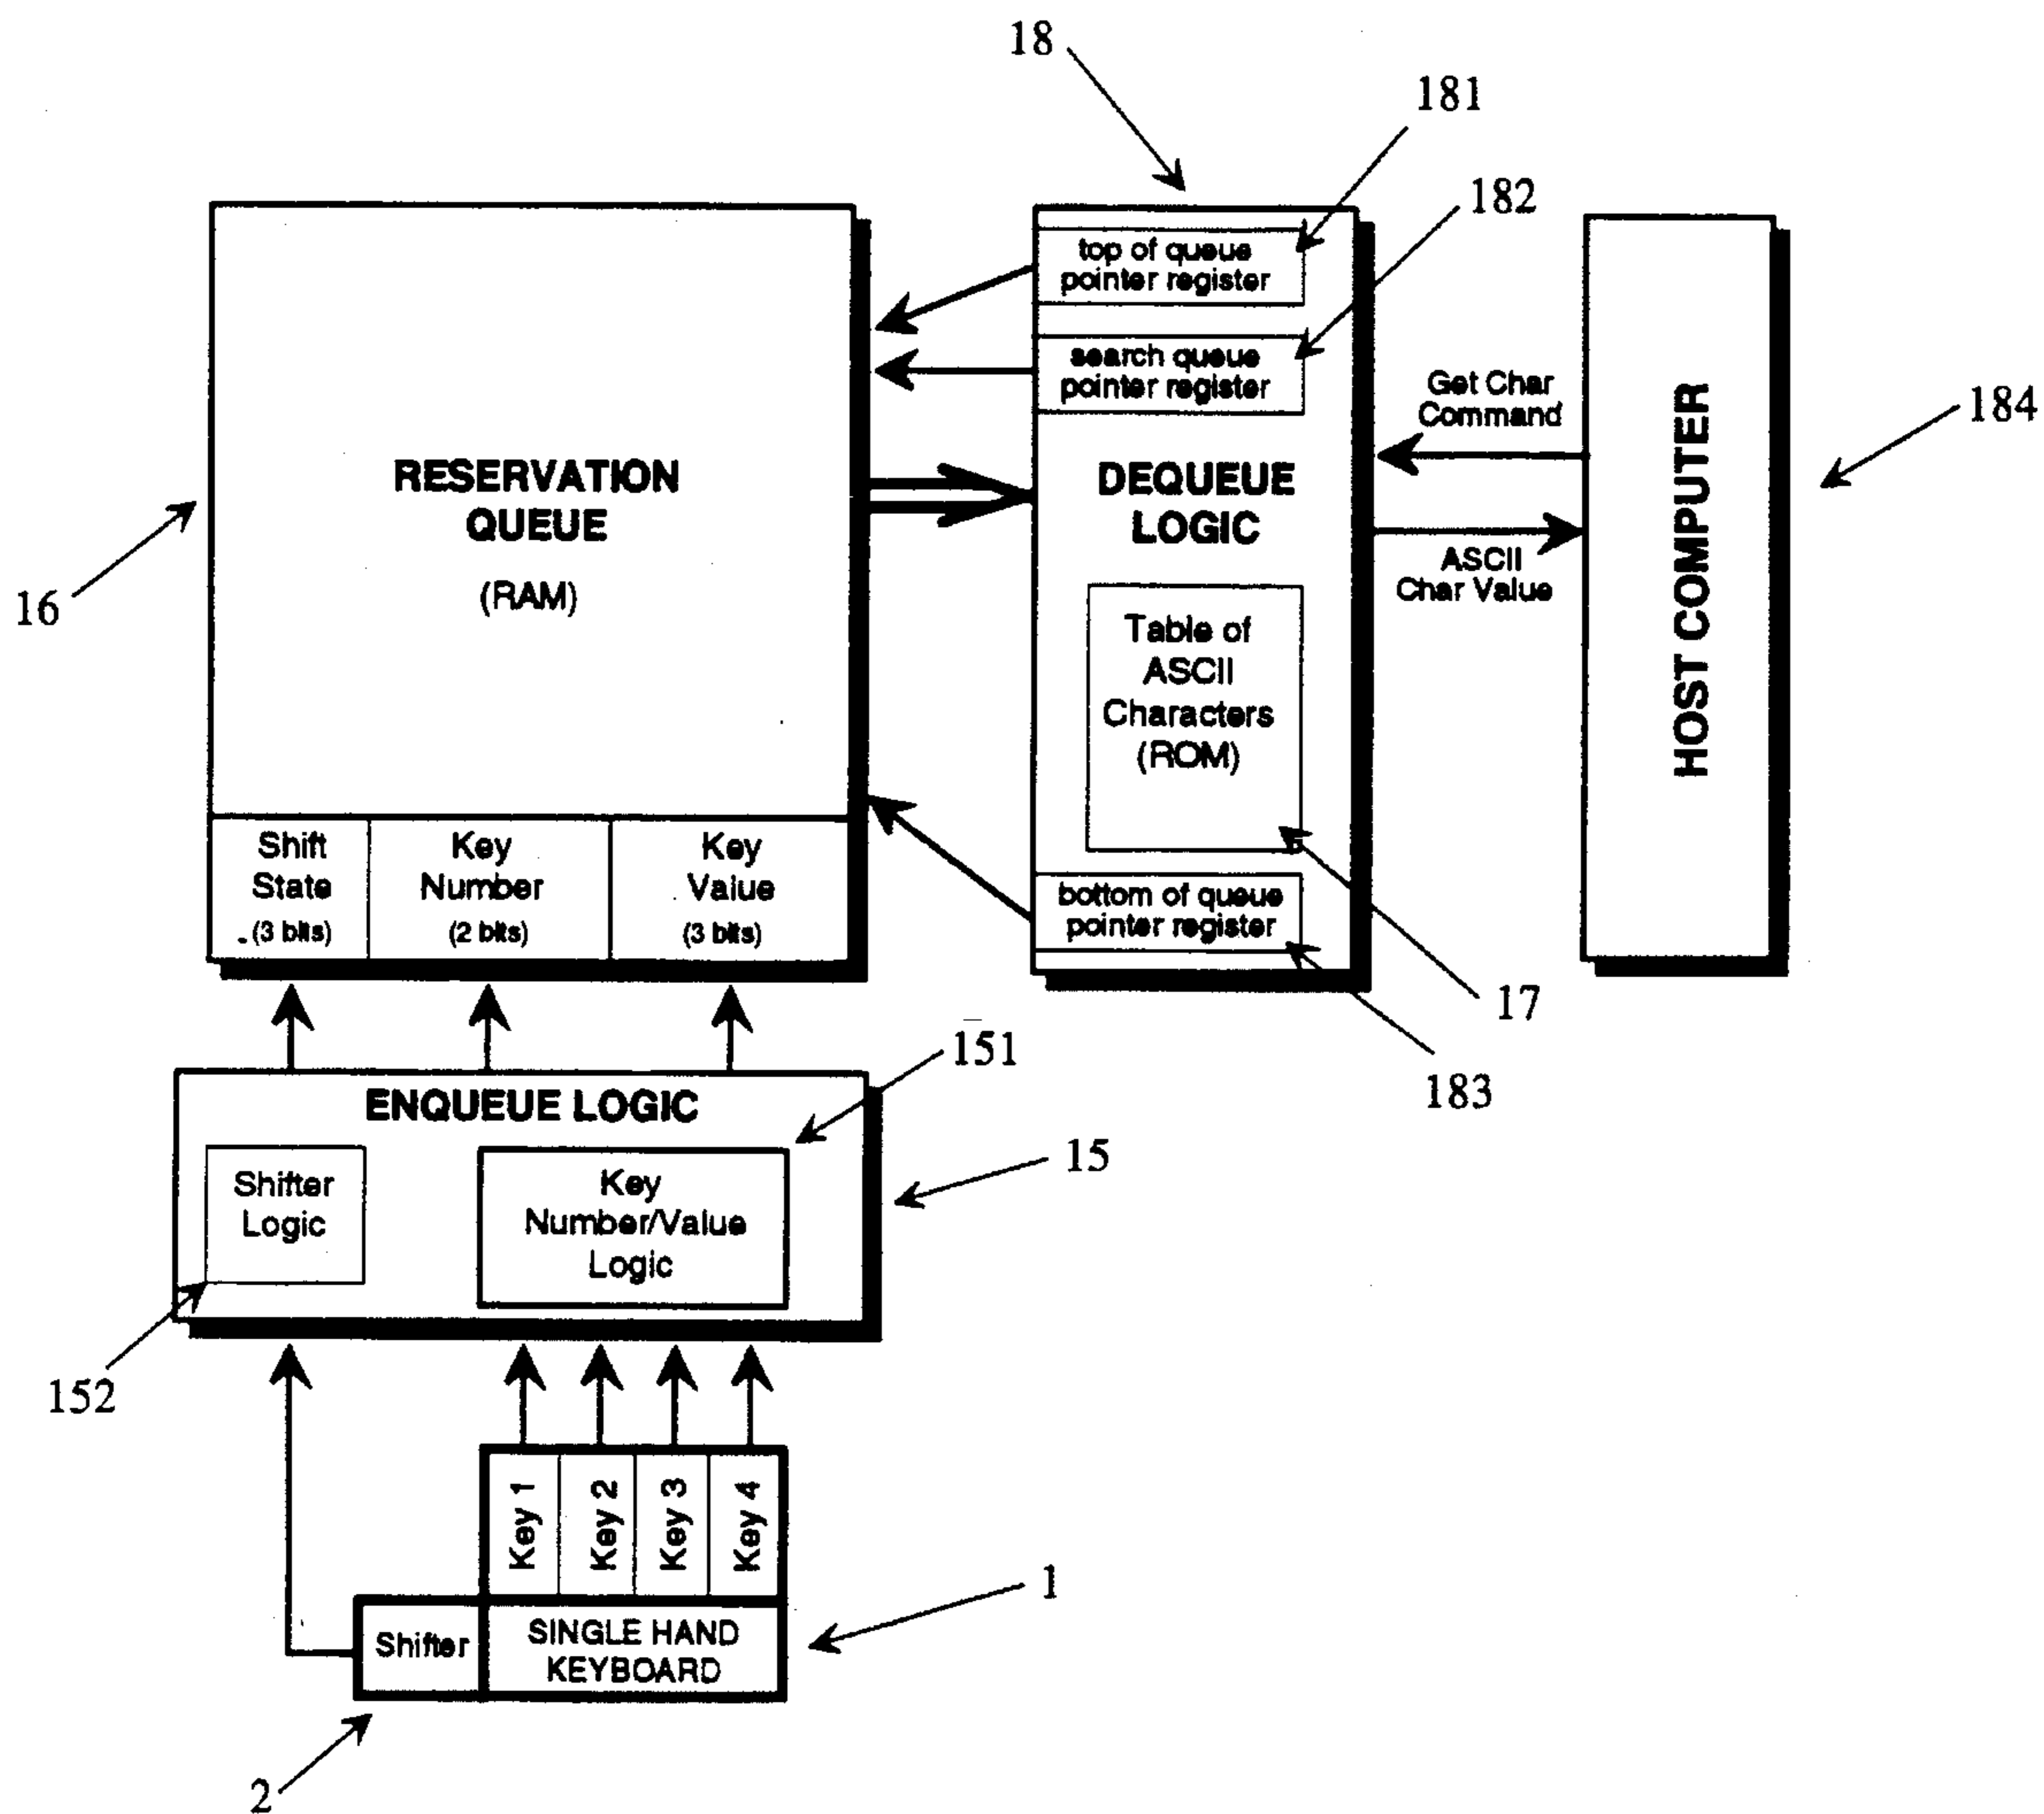 18
181
182
top of queue
pointer register
search queue
pointer register
Get Char
Command
184
RESERVATION
QUEUE
(RAM)
DEQUEUE
LOGIC
HOST COMPUTER
ASCII
Char Value
16
Table of
ASCII
Characters
(ROM)
Shift
State
(3 bits)
Key
Number
(2 bits)
Key
Value
(3 bits)
bottom of queue
pointer register
17
183
151
ENQUEUE LOGIC
15
Shifter
Logic
Key
Number/Value
Logic
152
Key 1
Key 2
Key 3
Key 4
1
Shifter
SINGLE HAND
KEYBOARD
2